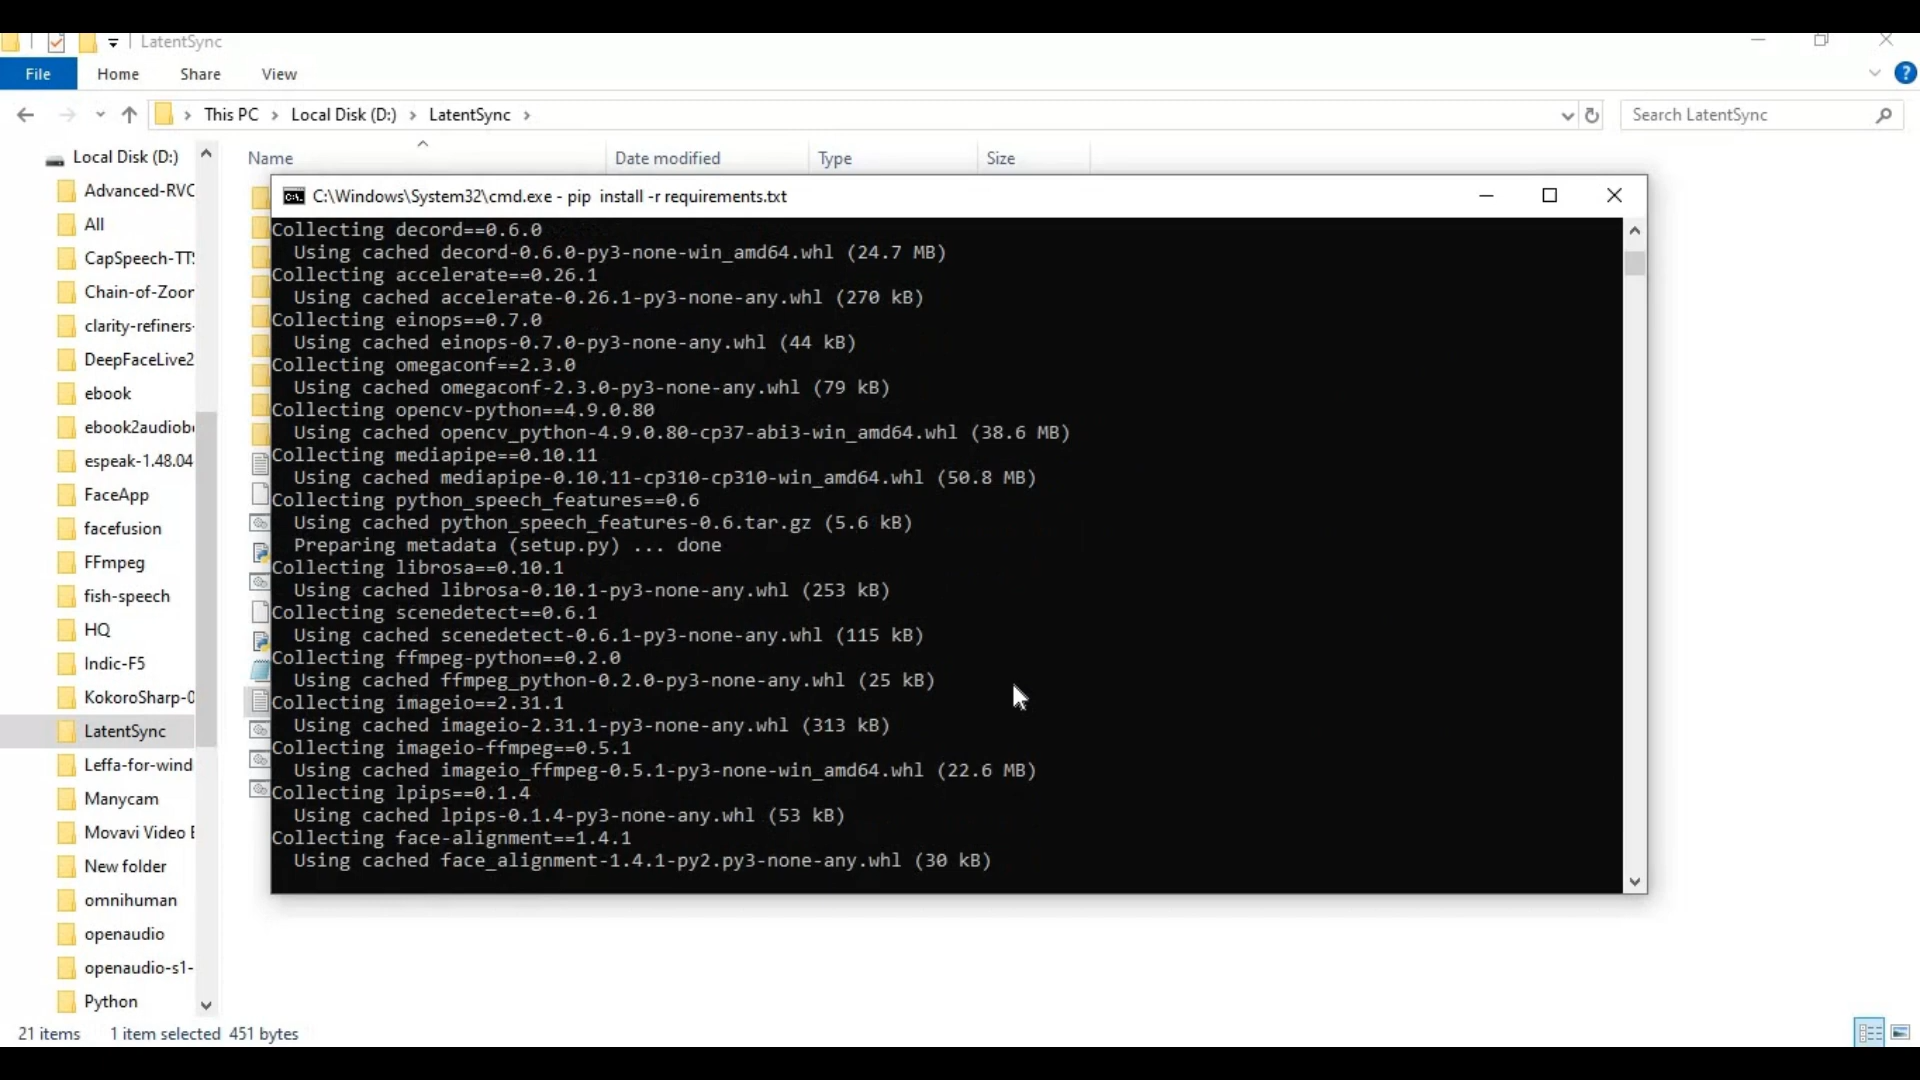 LatentSync
File Home Share View
This PC > Local Disk (D:) > LatentSync >
Search LatentSync
Name Date modified Type Size
Local Disk (D:)
Advanced-RVC
All
CapSpeech-TTS
Chain-of-Zoom
clarity-refiners-
DeepFaceLive2
ebook
ebook2audiob
espeak-1.48.04
FaceApp
facefusion
FFmpeg
fish-speech
HQ
Indic-F5
KokoroSharp-0
LatentSync
Leffa-for-wind
Manycam
Movavi Video E
New folder
omnihuman
openaudio
openaudio-s1-
Python
C:\Windows\System32\cmd.exe - pip  install -r requirements.txt
Collecting decord==0.6.0
  Using cached decord-0.6.0-py3-none-win_amd64.whl (24.7 MB)
Collecting accelerate==0.26.1
  Using cached accelerate-0.26.1-py3-none-any.whl (270 kB)
Collecting einops==0.7.0
  Using cached einops-0.7.0-py3-none-any.whl (44 kB)
Collecting omegaconf==2.3.0
  Using cached omegaconf-2.3.0-py3-none-any.whl (79 kB)
Collecting opencv-python==4.9.0.80
  Using cached opencv_python-4.9.0.80-cp37-abi3-win_amd64.whl (38.6 MB)
Collecting mediapipe==0.10.11
  Using cached mediapipe-0.10.11-cp310-cp310-win_amd64.whl (50.8 MB)
Collecting python_speech_features==0.6
  Using cached python_speech_features-0.6.tar.gz (5.6 kB)
  Preparing metadata (setup.py) ... done
Collecting librosa==0.10.1
  Using cached librosa-0.10.1-py3-none-any.whl (253 kB)
Collecting scenedetect==0.6.1
  Using cached scenedetect-0.6.1-py3-none-any.whl (115 kB)
Collecting ffmpeg-python==0.2.0
  Using cached ffmpeg_python-0.2.0-py3-none-any.whl (25 kB)
Collecting imageio==2.31.1
  Using cached imageio-2.31.1-py3-none-any.whl (313 kB)
Collecting imageio-ffmpeg==0.5.1
  Using cached imageio_ffmpeg-0.5.1-py3-none-win_amd64.whl (22.6 MB)
Collecting lpips==0.1.4
  Using cached lpips-0.1.4-py3-none-any.whl (53 kB)
Collecting face-alignment==1.4.1
  Using cached face_alignment-1.4.1-py2.py3-none-any.whl (30 kB)
21 items 1 item selected 451 bytes